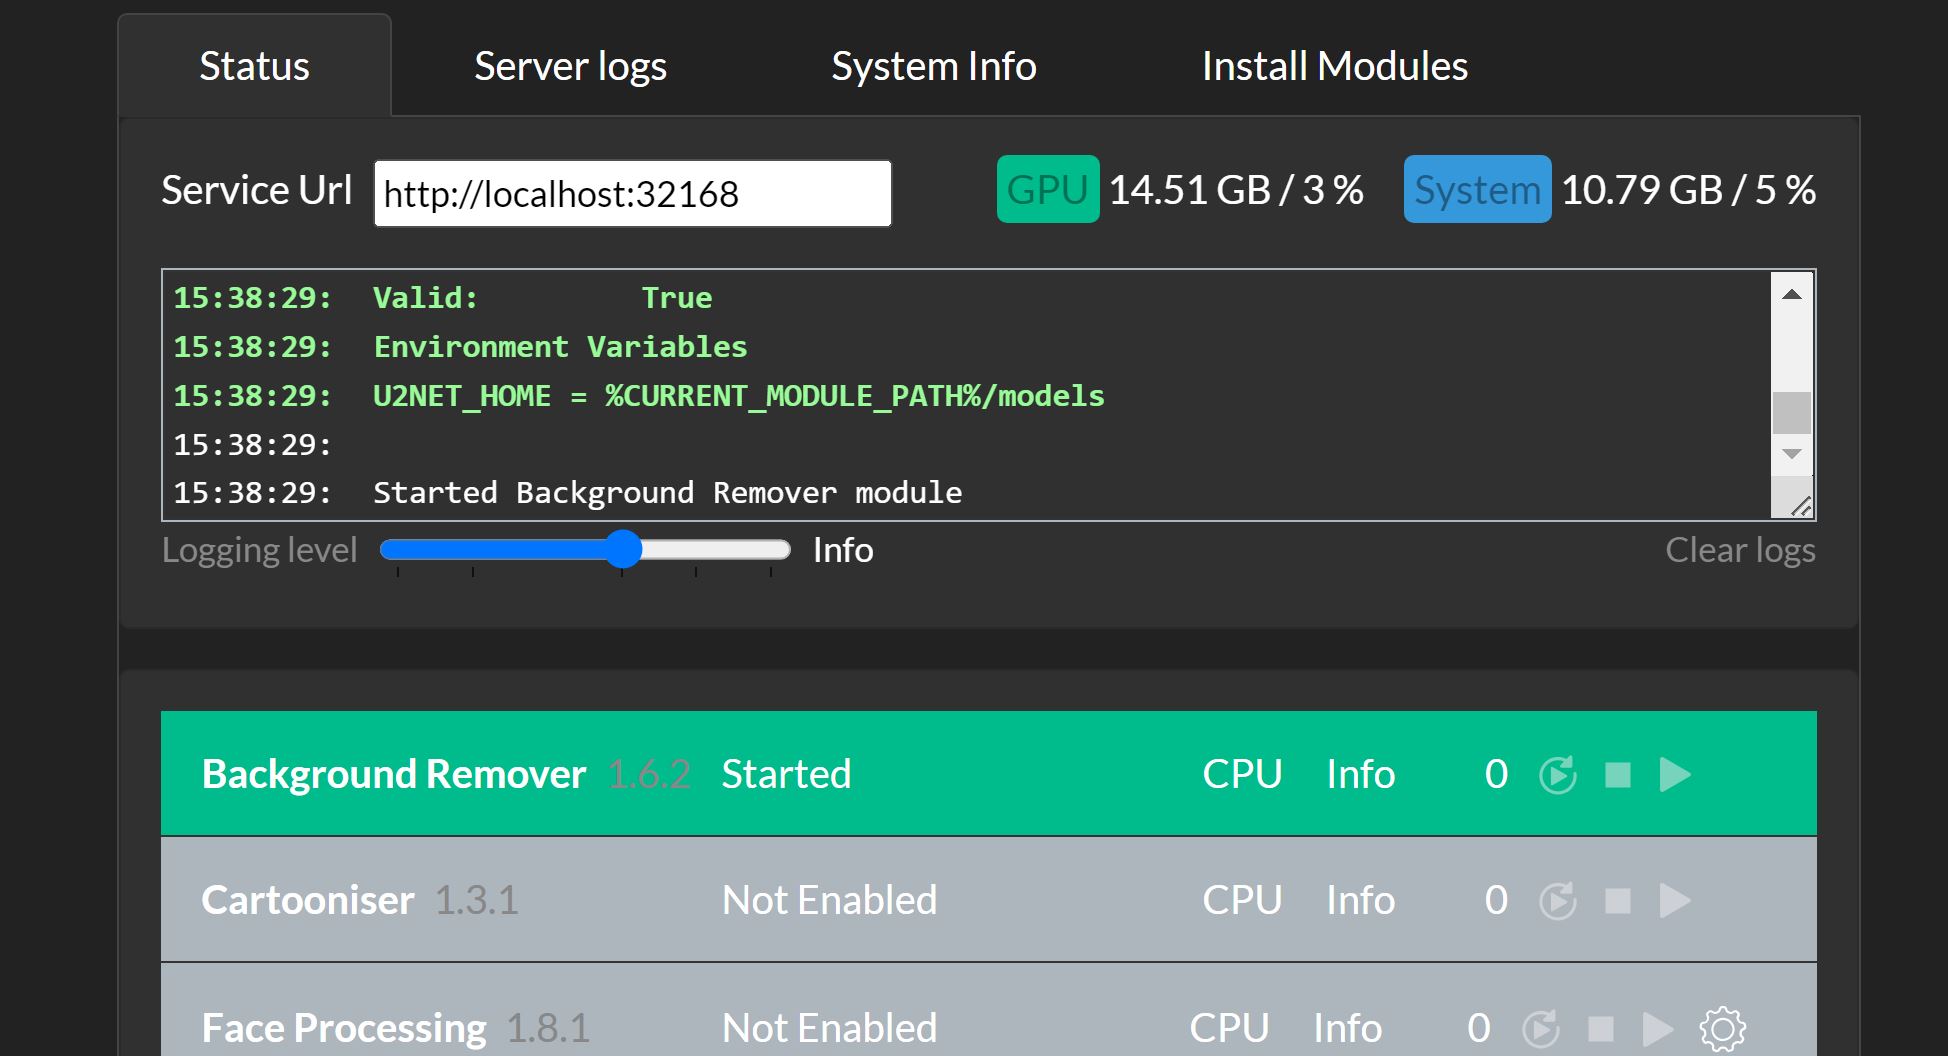 Status Server logs System Info Install Modules
Service Url http://localhost:32168 GPU 14.51 GB / 3 % System 10.79 GB / 5 %
15:38:29: Valid: True
15:38:29: Environment Variables
15:38:29: U2NET_HOME = %CURRENT_MODULE_PATH%/models
15:38:29:
15:38:29: Started Background Remover module
Logging level Info Clear logs
Background Remover 1.6.2 Started CPU Info 0
Cartooniser 1.3.1 Not Enabled CPU Info 0
Face Processing 1.8.1 Not Enabled CPU Info 0